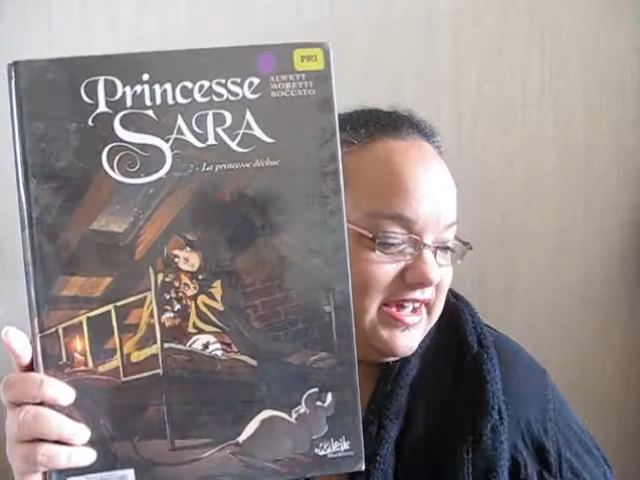 Princesse
SARA
2 - La princesse déchue
PRI
ALWETT
MORETTI
BOCCATO
Soleil